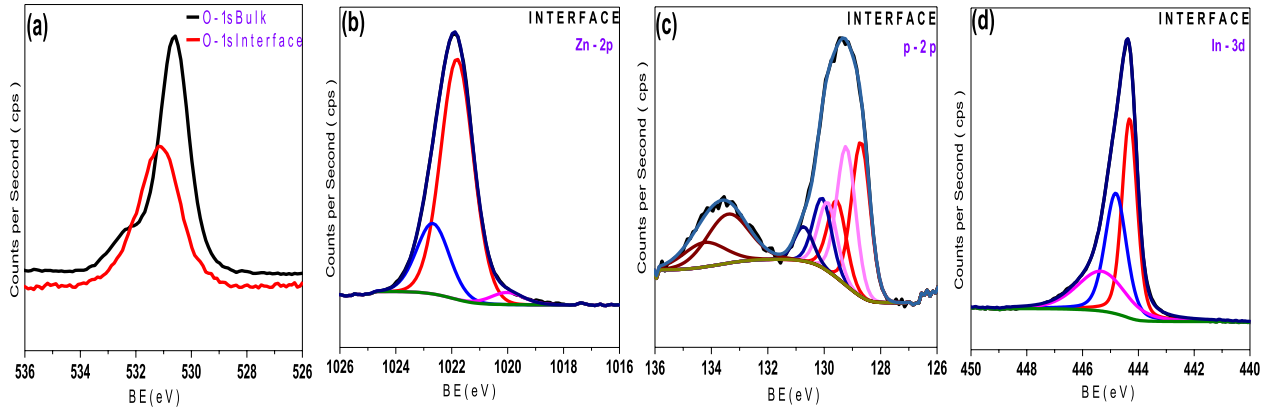 (a)
O-1sBulk
O-1sInterface
Counts per Second ( cps )
536 534 532 530 528 526
BE(eV)
(b)
INTERFACE
Zn - 2p
Counts per Second ( cps )
1026 1024 1022 1020 1018 1016
BE(eV)
(c)
INTERFACE
p - 2 p
Counts per Second ( cps )
136 134 132 130 128 126
BE(eV)
(d)
INTERFACE
In - 3d
Counts per Second ( cps )
450 448 446 444 442 440
BE(eV)